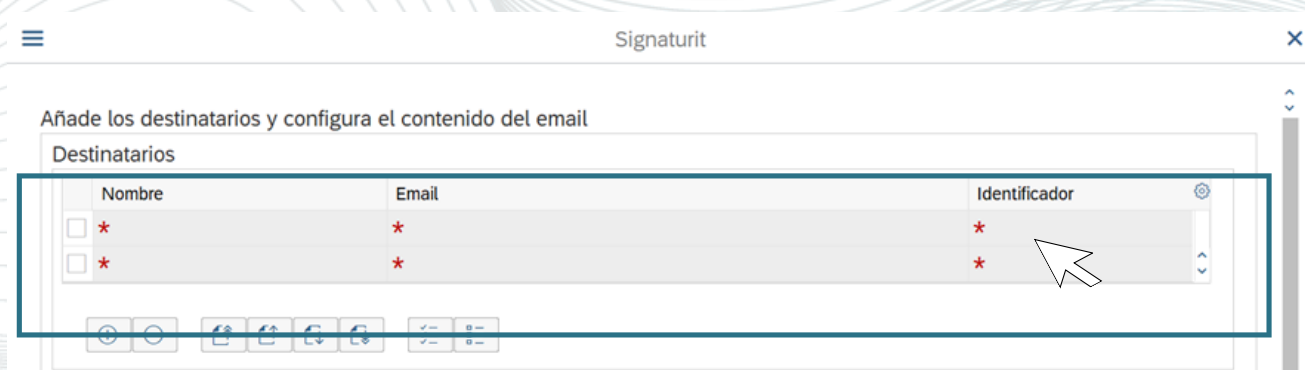 Signaturit
Añade los destinatarios y configura el contenido del email
Destinatarios
Nombre Email Identificador
* * *
* * *